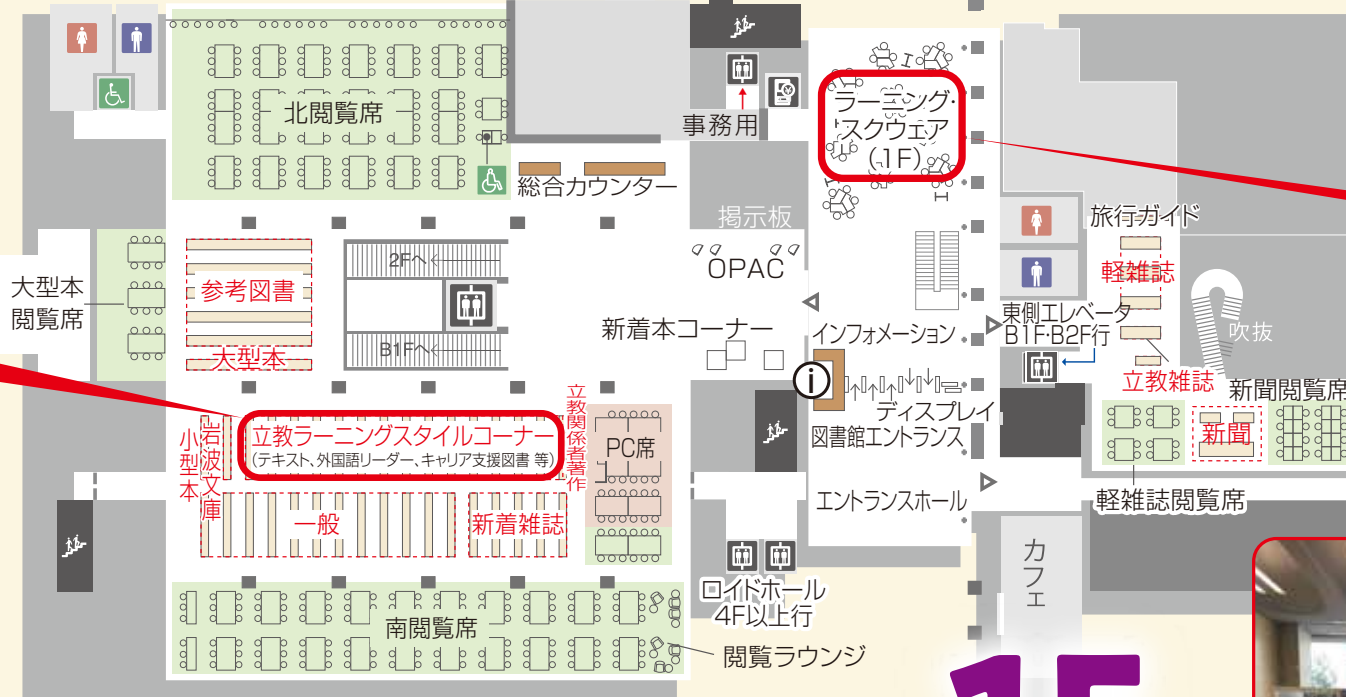 北閲覧席
総合カウンター
事務用
ラーニング・
スクウェア
(1F)
掲示板
OPAC
旅行ガイド
軽雑誌
大型本
閲覧席
参考図書
大型本
2Fへ
B1Fへ
新着本コーナー
インフォメーション
東側エレベータ
B1F・B2F行
吹抜
立教雑誌
新聞閲覧席
i
ディスプレイ
図書館エントランス
新聞
軽雑誌閲覧席
小型本
岩波文庫
立教ラーニングスタイルコーナー
(テキスト、外国語リーダー、キャリア支援図書 等)
立教関係者著作
PC席
一般
新着雑誌
エントランスホール
カフェ
ロイドホール
4F以上行
南閲覧席
閲覧ラウンジ
1F